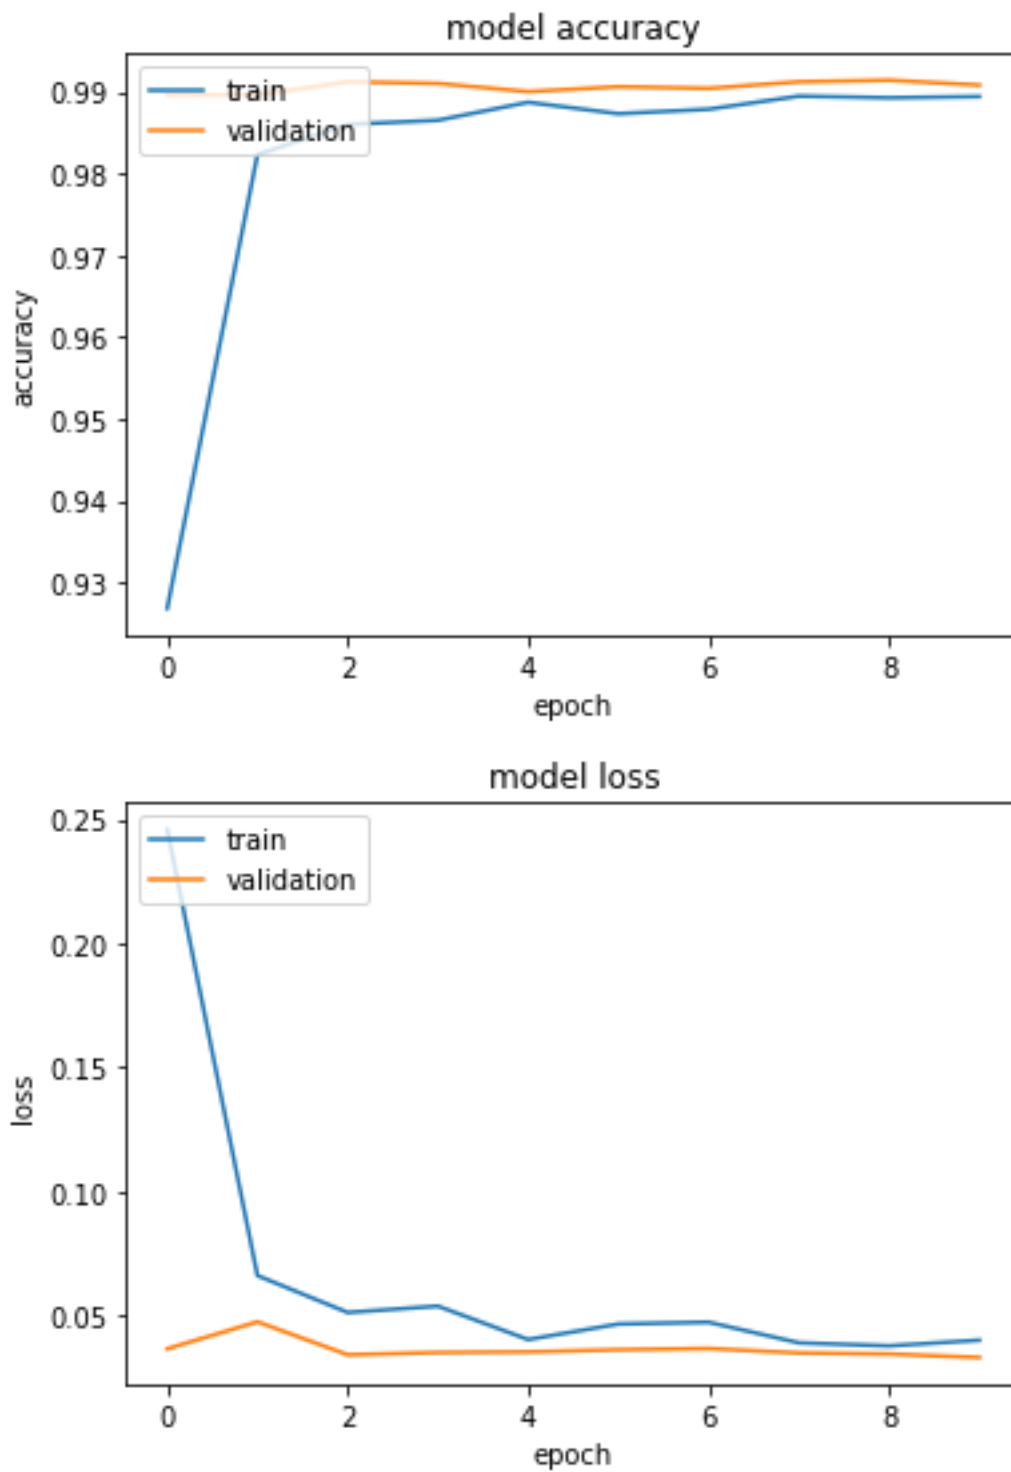 model accuracy
train
validation
0.99
0.98
0.97
0.96
0.95
0.94
0.93
accuracy
0 2 4 6 8
epoch
model loss
train
validation
0.25
0.20
0.15
0.10
0.05
loss
0 2 4 6 8
epoch